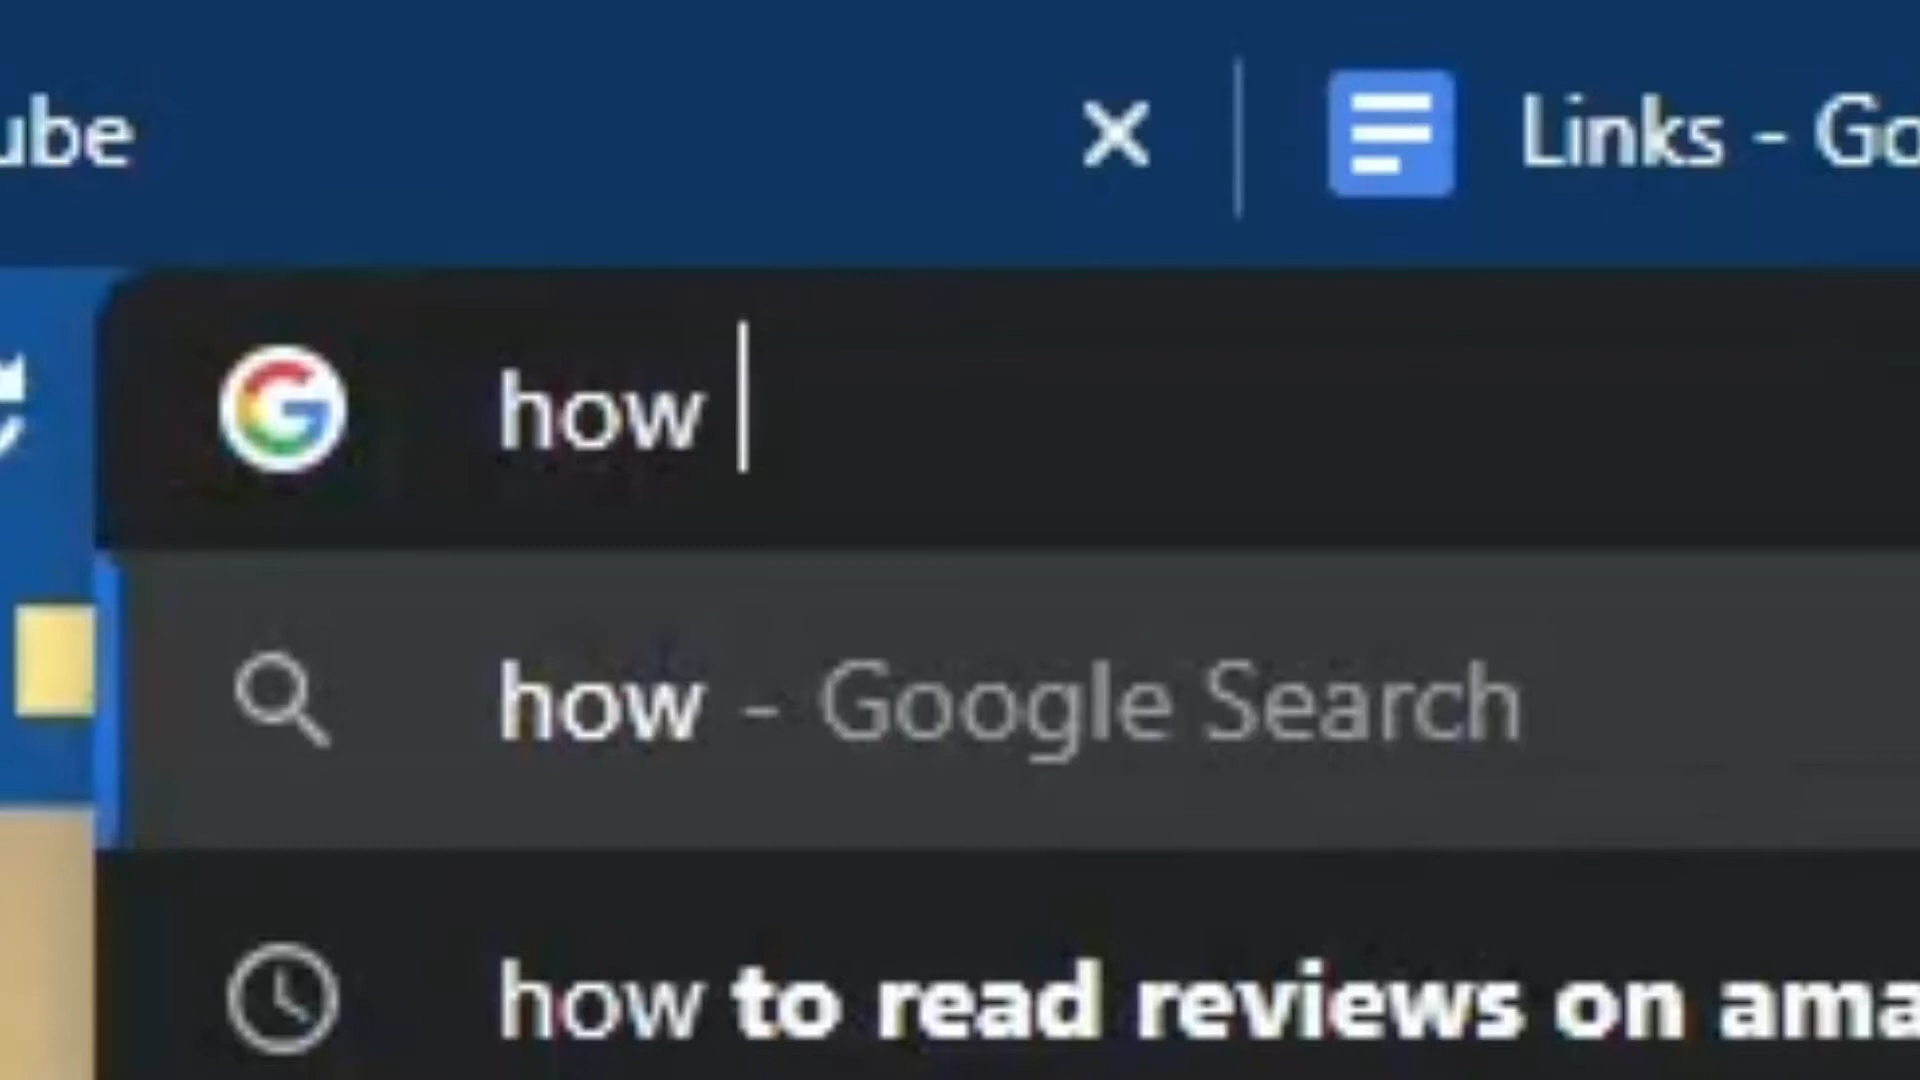 ube
Links - Go
how
how - Google Search
how to read reviews on ama